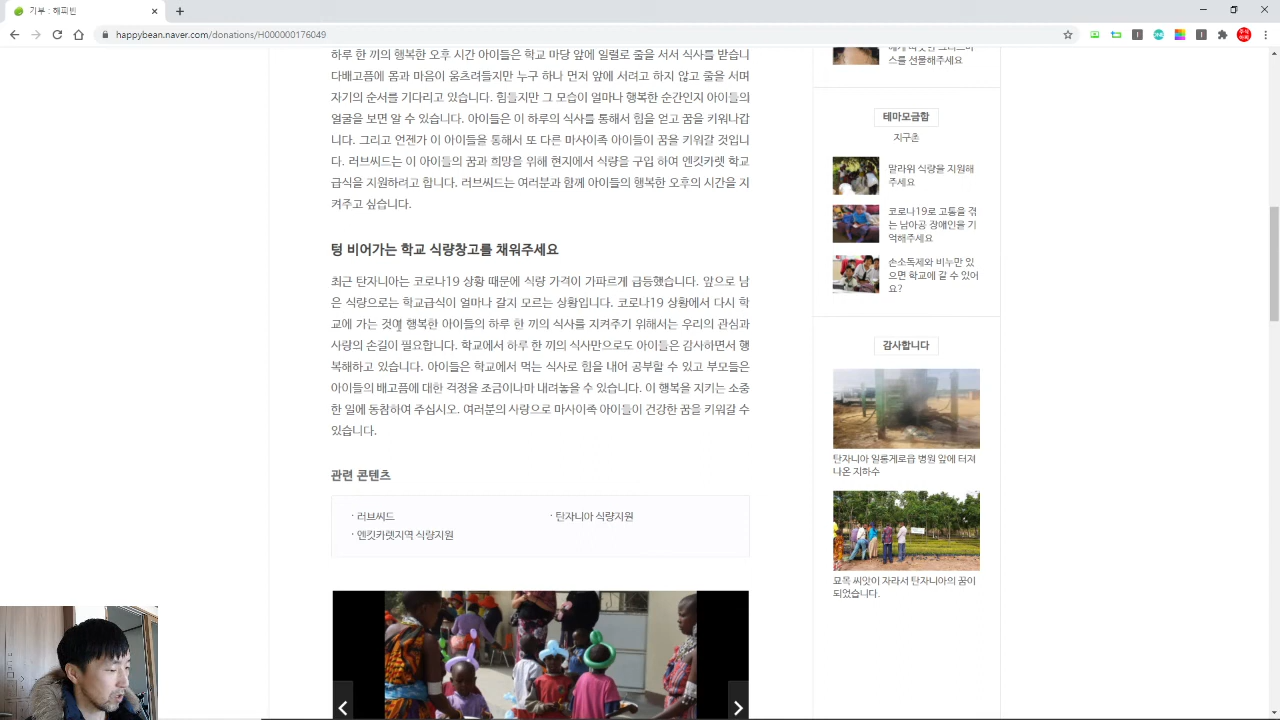 기부 : 해피빈
happybean.naver.com/donations/H000000176049
하루 한 끼의 행복한 오후 시간 아이들은 학교 마당 앞에 일렬로 줄을 서서 식사를 받습니
다배고픔에 몸과 마음이 움츠려들지만 누구 하나 먼저 앞에 서려고 하지 않고 줄을 서며
자기의 순서를 기다리고 있습니다. 힘들지만 그 모습이 얼마나 행복한 순간인지 아이들의
얼굴을 보면 알 수 있습니다. 아이들은 이 하루의 식사를 통해서 힘을 얻고 꿈을 키워나갑
니다. 그리고 언젠가 이 아이들을 통해서 또 다른 마사이족 아이들이 꿈을 키워갈 것입니
다. 러브씨드는 이 아이들의 꿈과 희망을 위해 현지에서 식량을 구입 하여 엔킷카렛 학교
급식을 지원하려고 합니다. 러브씨드는 여러분과 함께 아이들의 행복한 오후의 시간을 지
켜주고 싶습니다.
텅 비어가는 학교 식량창고를 채워주세요
최근 탄자니아는 코로나19 상황 때문에 식량 가격이 가파르게 급등했습니다. 앞으로 남
은 식량으로는 학교급식이 얼마나 갈지 모르는 상황입니다. 코로나19 상황에서 다시 학
교에 가는 것에 행복한 아이들의 하루 한 끼의 식사를 지켜주기 위해서는 우리의 관심과
사랑의 손길이 필요합니다. 학교에서 하루 한 끼의 식사만으로도 아이들은 감사하면서 행
복해하고 있습니다. 아이들은 학교에서 먹는 식사로 힘을 내어 공부할 수 있고 부모들은
아이들의 배고픔에 대한 걱정을 조금이나마 내려놓을 수 있습니다. 이 행복을 지키는 소중
한 일에 동참하여 주십시오. 여러분의 사랑으로 마사이족 아이들이 건강한 꿈을 키워갈 수
있습니다.
관련 콘텐츠
· 러브씨드
· 탄자니아 식량지원
· 엔킷카렛지역 식량지원
에게 따뜻한 크리스마
스를 선물해주세요
테마모금함
지구촌
말라위 식량을 지원해
주세요
코로나19로 고통을 겪
는 남아공 장애인을 기
억해주세요
손소독제와 비누만 있
으면 학교에 갈 수 있어
요?
감사합니다
탄자니아 일롱게로읍 병원 앞에 터져
나온 지하수
묘목 씨앗이 자라서 탄자니아의 꿈이
되었습니다.